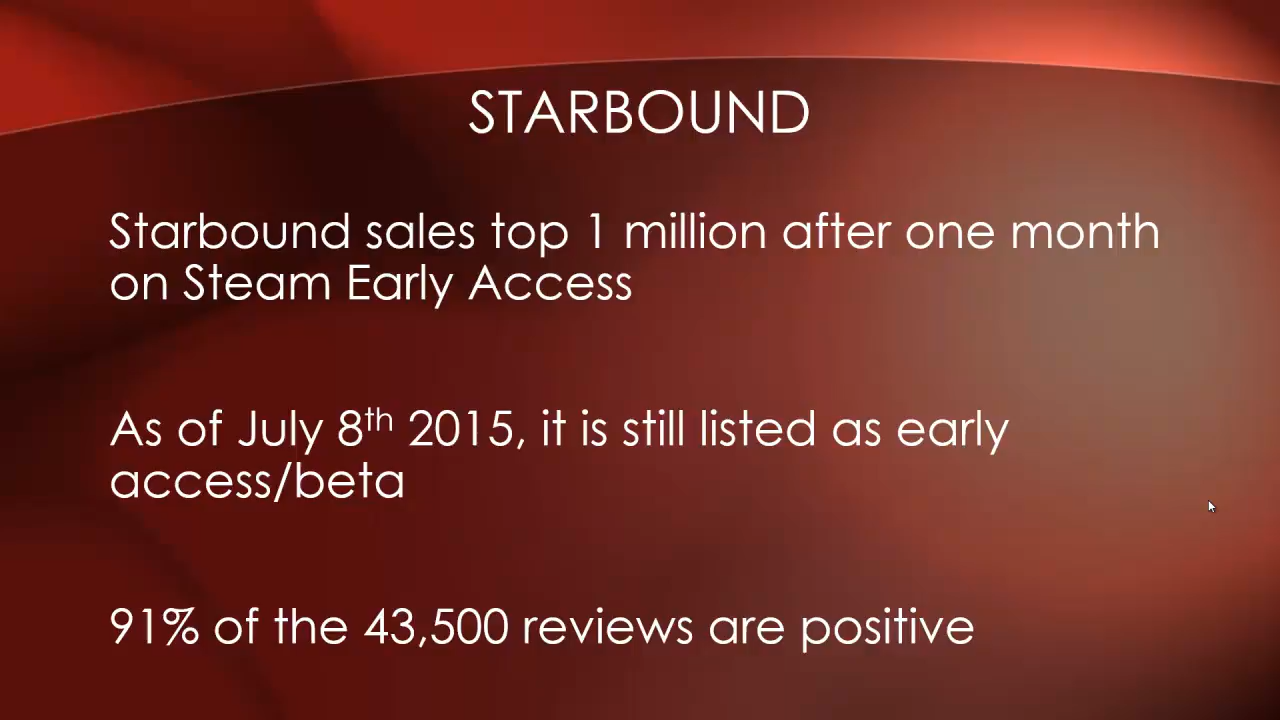 STARBOUND
Starbound sales top 1 million after one month
on Steam Early Access
As of July 8th 2015, it is still listed as early
access/beta
91% of the 43,500 reviews are positive